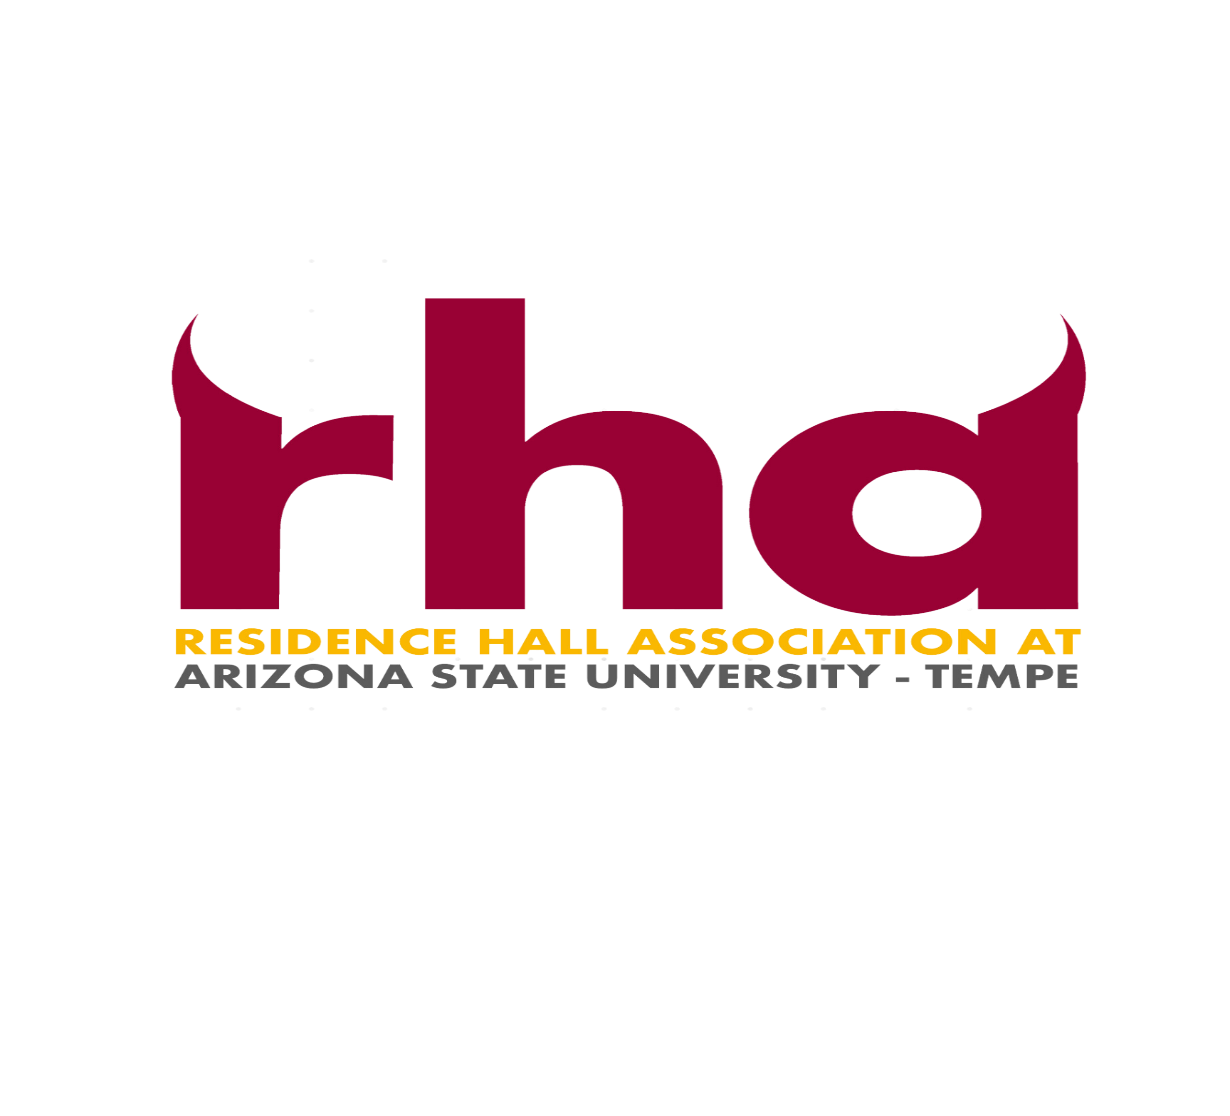 rha
RESIDENCE HALL ASSOCIATION AT
ARIZONA STATE UNIVERSITY - TEMPE